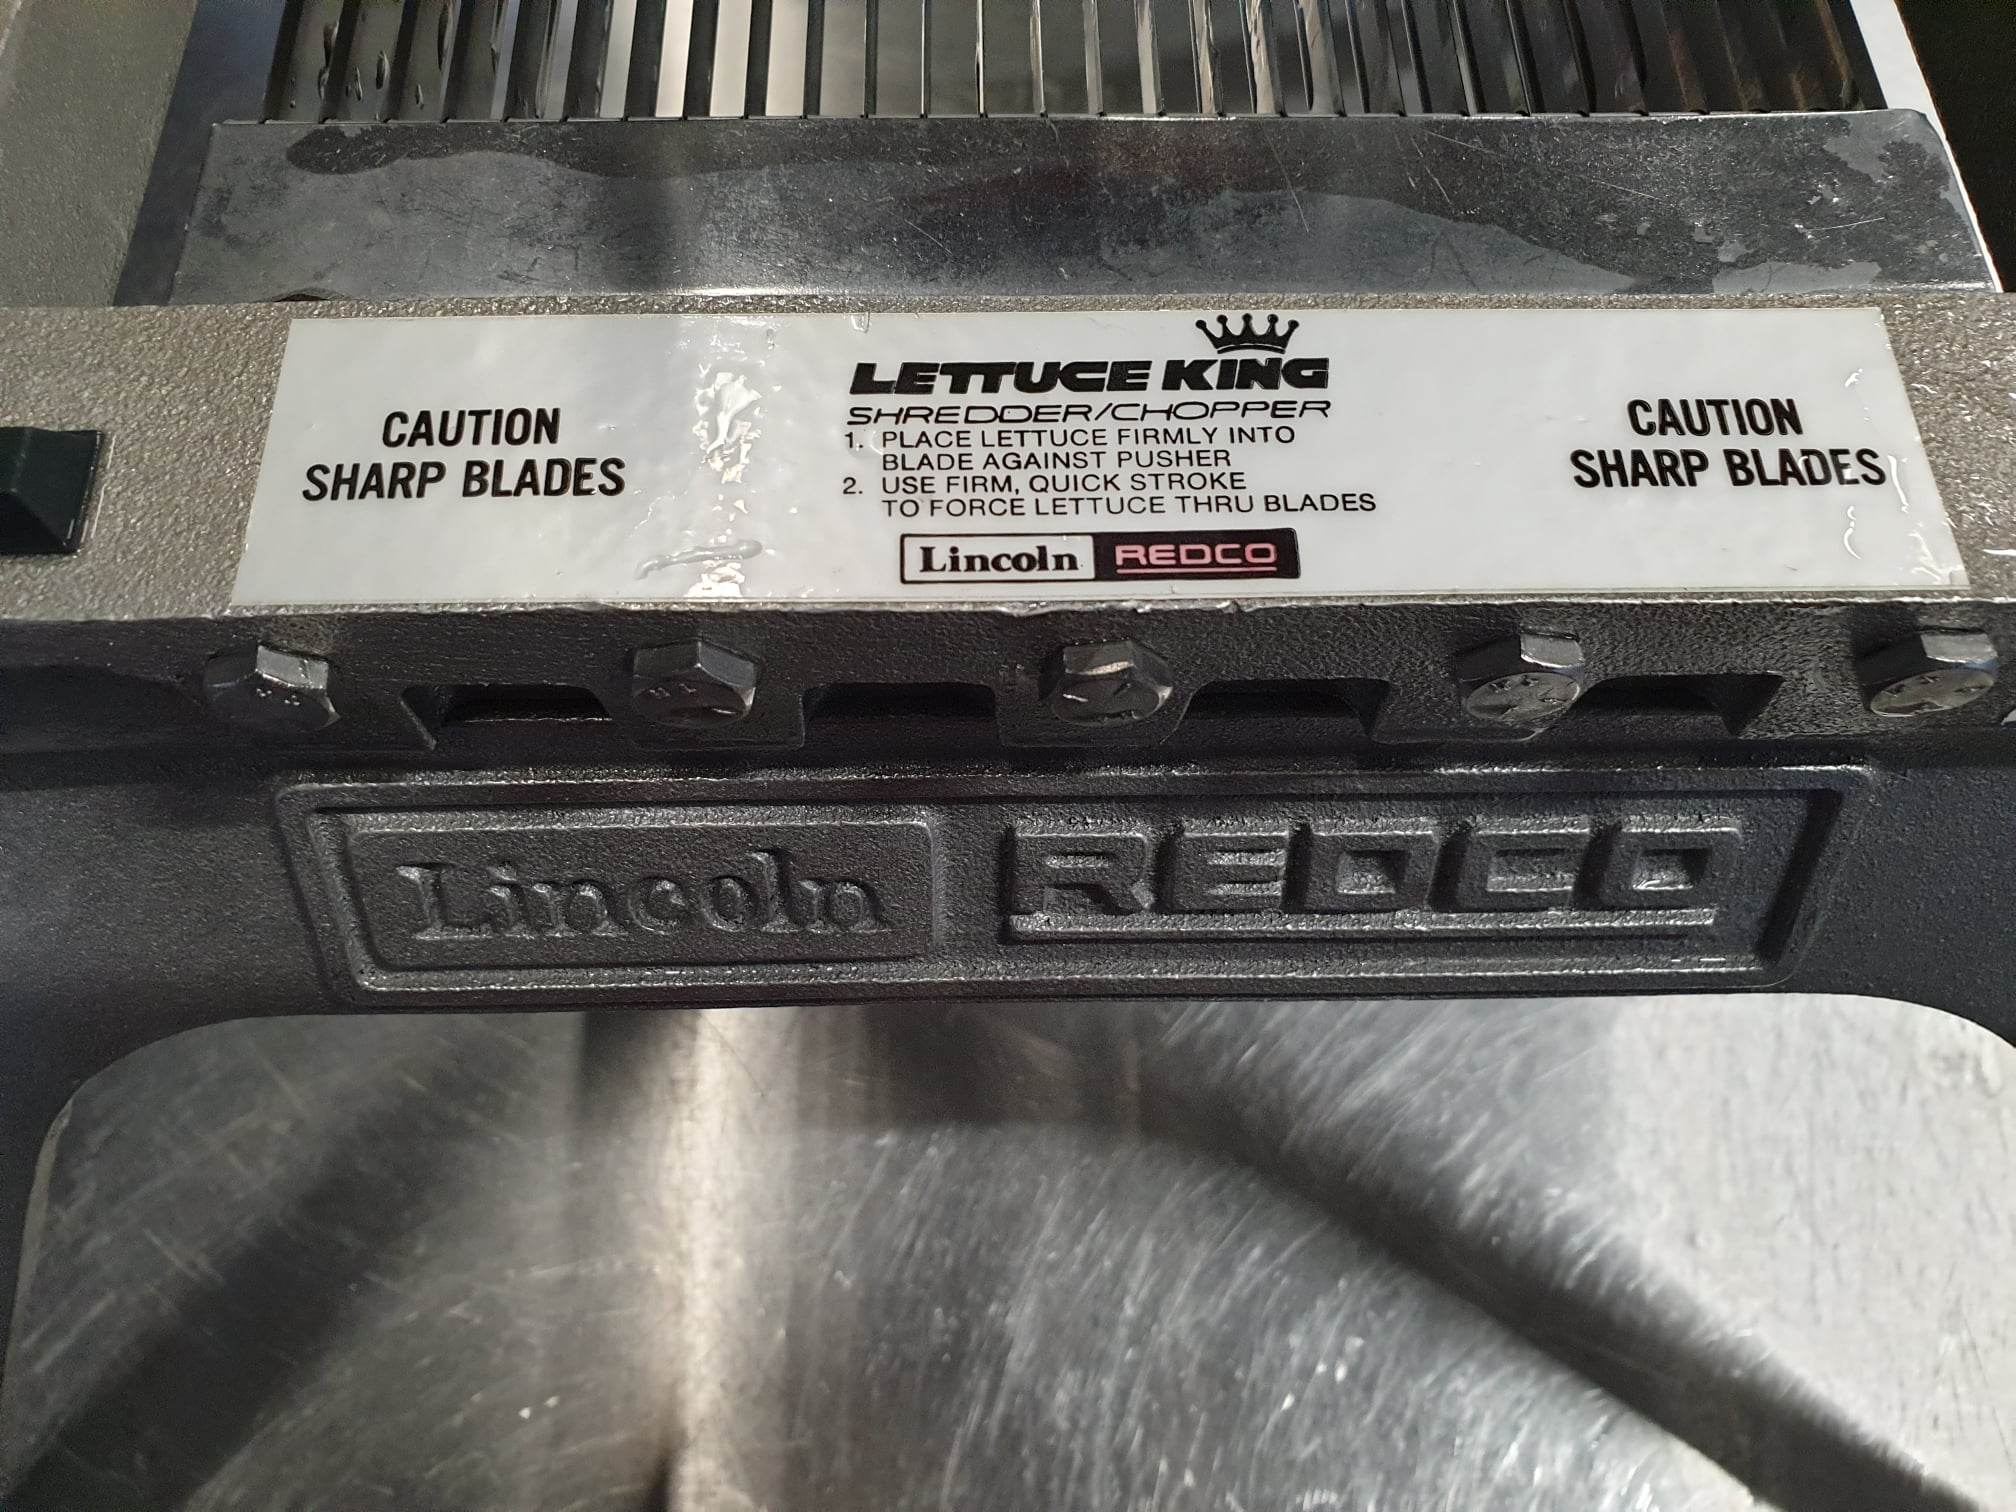 CAUTION
SHARP BLADES
LETTUCE KING
SHREDDER/CHOPPER
1. PLACE LETTUCE FIRMLY INTO
BLADE AGAINST PUSHER
2. USE FIRM, QUICK STROKE
TO FORCE LETTUCE THRU BLADES
Lincoln REDCO
CAUTION
SHARP BLADES
Lincoln REDCO